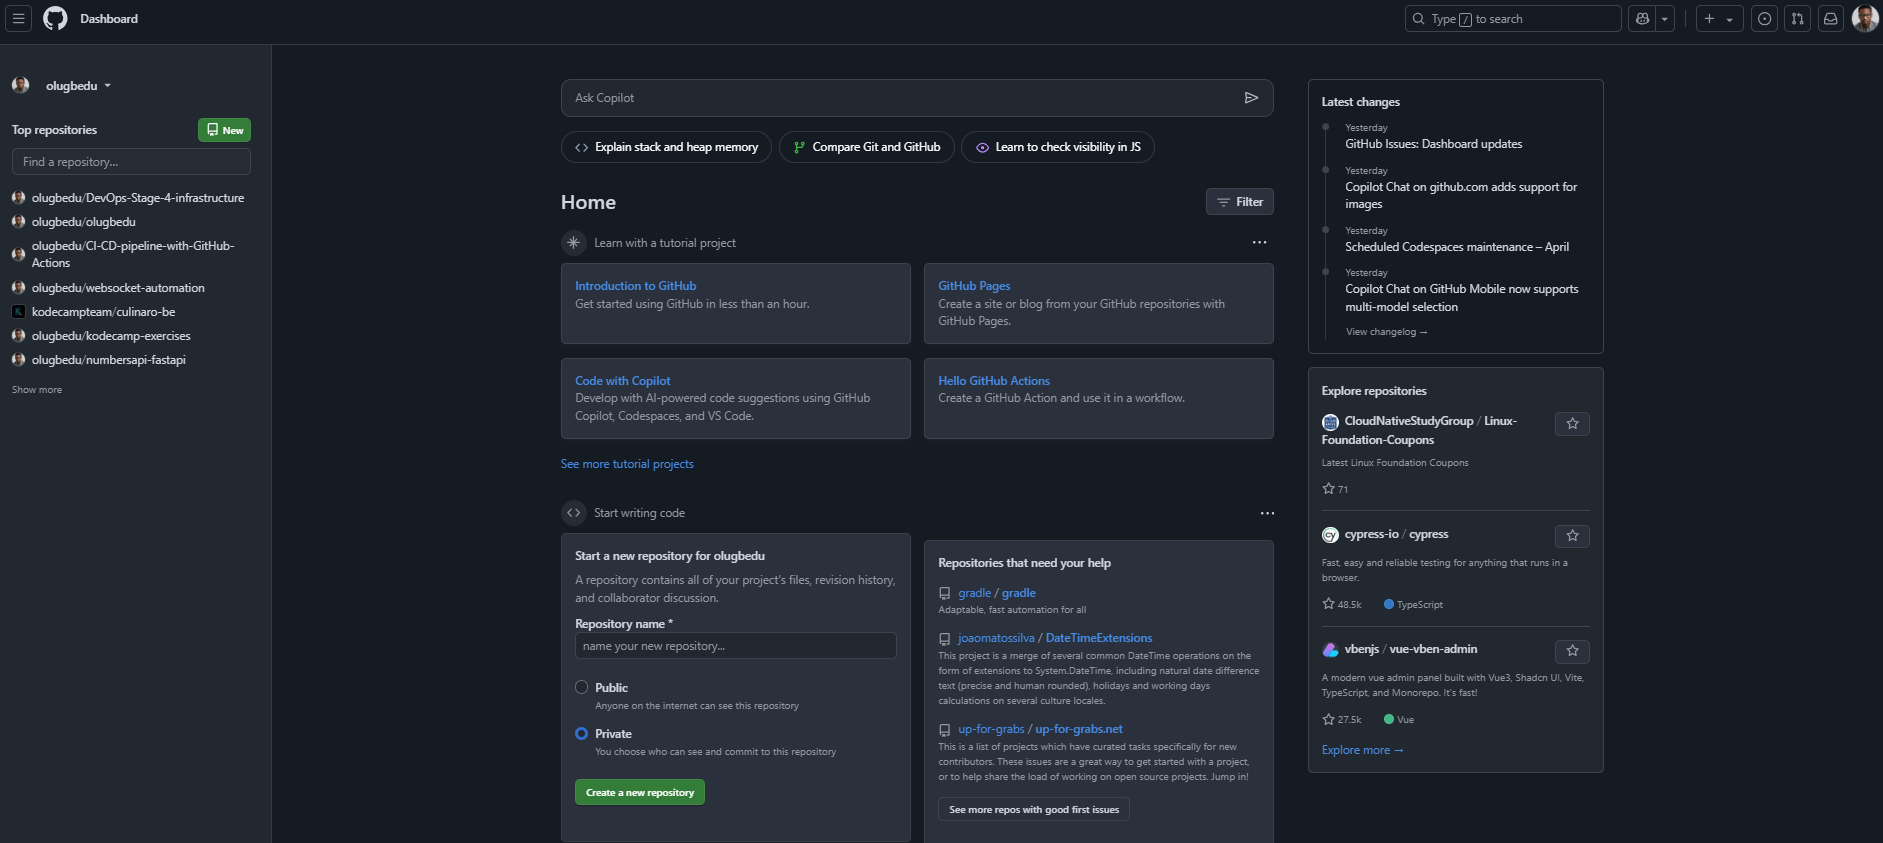 Dashboard
Type / to search
olugbedu
Top repositories
New
Find a repository...
olugbedu/DevOps-Stage-4-infrastructure
olugbedu/olugbedu
olugbedu/CI-CD-pipeline-with-GitHub-
Actions
olugbedu/websocket-automation
kodecampteam/culinaro-be
olugbedu/kodecamp-exercises
olugbedu/numbersapi-fastapi
Show more
Ask Copilot
Explain stack and heap memory
Compare Git and GitHub
Learn to check visibility in JS
Home
Filter
Learn with a tutorial project
Introduction to GitHub
Get started using GitHub in less than an hour.
GitHub Pages
Create a site or blog from your GitHub repositories with
GitHub Pages.
Code with Copilot
Develop with AI-powered code suggestions using GitHub
Copilot, Codespaces, and VS Code.
Hello GitHub Actions
Create a GitHub Action and use it in a workflow.
See more tutorial projects
Start writing code
Start a new repository for olugbedu
A repository contains all of your project's files, revision history,
and collaborator discussion.
Repository name *
name your new repository...
Public
Anyone on the internet can see this repository
Private
You choose who can see and commit to this repository
Create a new repository
Repositories that need your help
gradle / gradle
Adaptable, fast automation for all
joaomatossilva / DateTimeExtensions
This project is a merge of several common DateTime operations on the
form of extensions to System.DateTime, including natural date difference
text (precise and human rounded), holidays and working days
calculations on several culture locales.
up-for-grabs / up-for-grabs.net
This is a list of projects which have curated tasks specifically for new
contributors. These issues are a great way to get started with a project,
or to help share the load of working on open source projects. Jump in!
See more repos with good first issues
Latest changes
Yesterday
GitHub Issues: Dashboard updates
Yesterday
Copilot Chat on github.com adds support for
images
Yesterday
Scheduled Codespaces maintenance – April
Yesterday
Copilot Chat on GitHub Mobile now supports
multi-model selection
View changelog →
Explore repositories
CloudNativeStudyGroup / Linux-
Foundation-Coupons
Latest Linux Foundation Coupons
71
cy
cypress-io / cypress
Fast, easy and reliable testing for anything that runs in a
browser.
48.5k TypeScript
vbenjs / vue-vben-admin
A modern vue admin panel built with Vue3, Shadcn UI, Vite,
TypeScript, and Monorepo. It's fast!
27.5k Vue
Explore more →